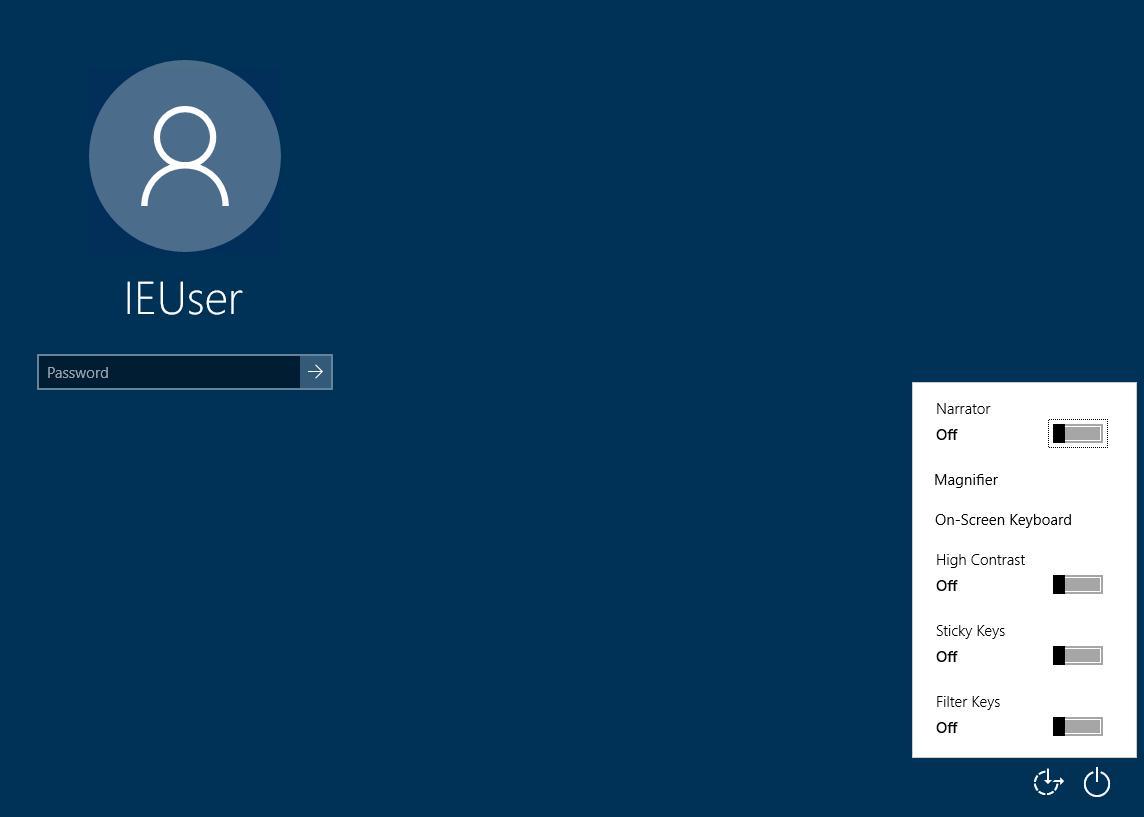 IEUser
Password
Narrator
Off
Magnifier
On-Screen Keyboard
High Contrast
Off
Sticky Keys
Off
Filter Keys
Off